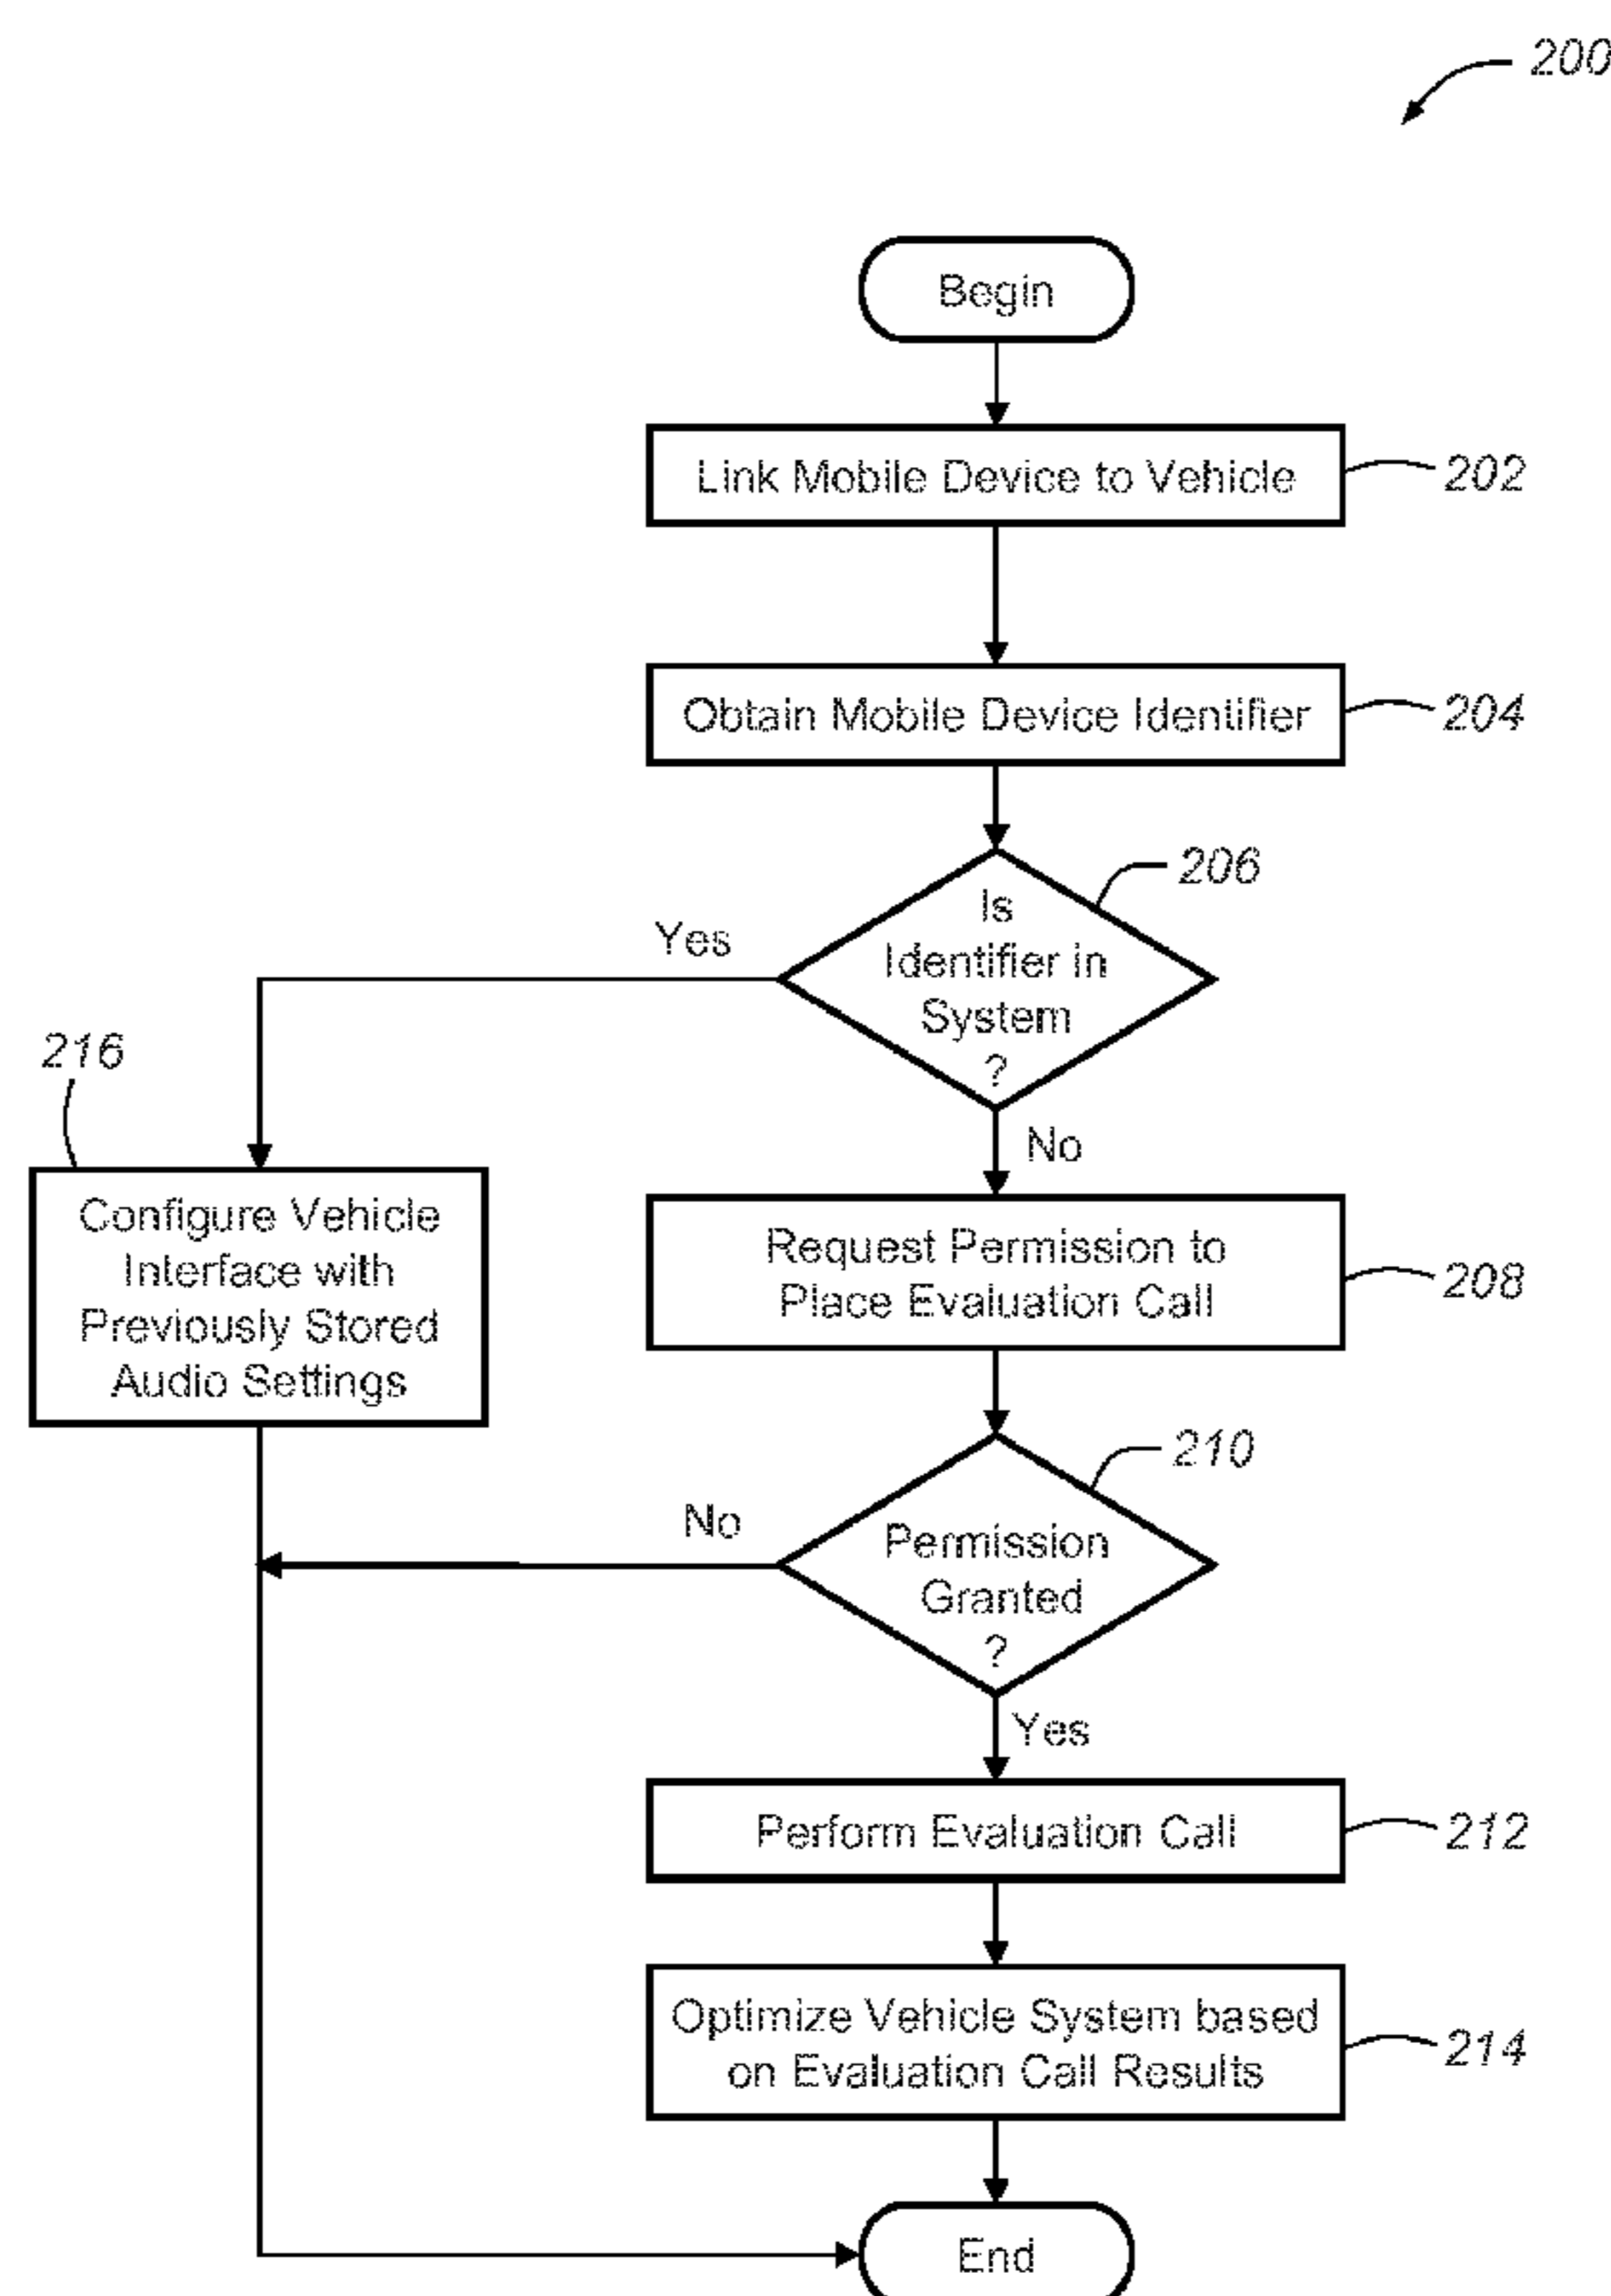 200
Begin
Link Mobile Device to Vehicle
202
Obtain Mobile Device Identifier
204
206
Is
Identifier in
System
?
Yes
No
216
Configure Vehicle
Interface with
Previously Stored
Audio Settings
Request Permission to
Place Evaluation Call
208
210
Permission
Granted
?
No
Yes
Perform Evaluation Call
212
Optimize Vehicle System based
on Evaluation Call Results
214
End